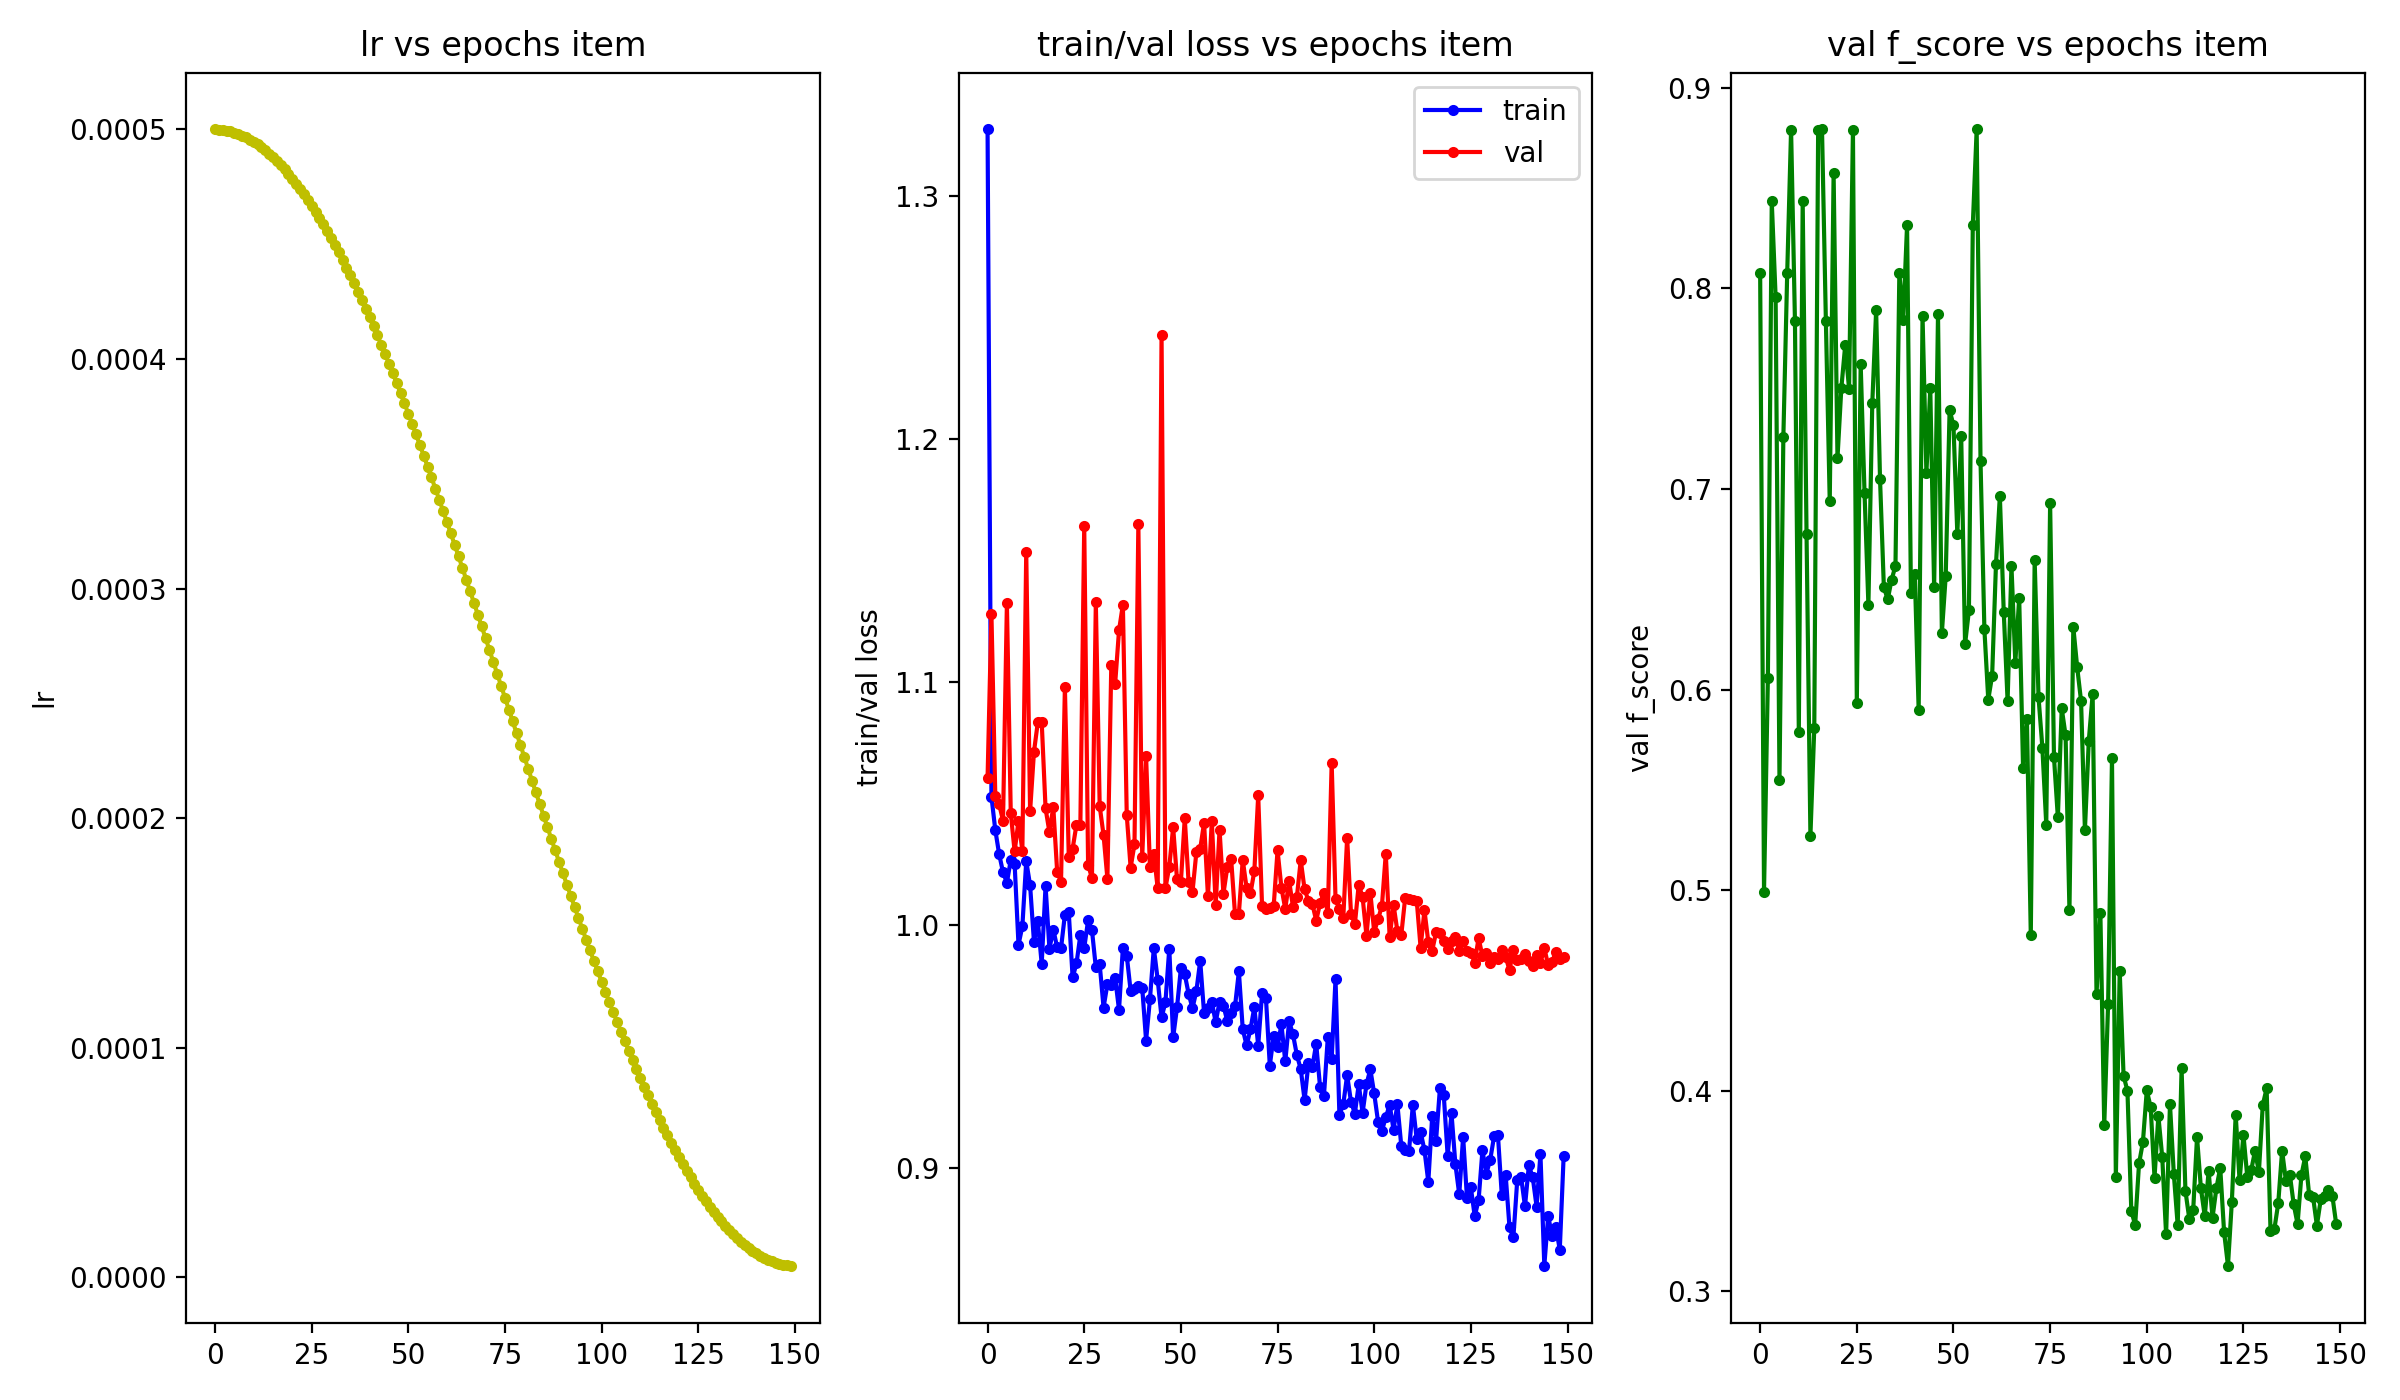 lr vs epochs item
lr
0.0005
0.0004
0.0003
0.0002
0.0001
0.0000
0 25 50 75 100 125 150
train/val loss vs epochs item
train
val
train/val loss
1.3
1.2
1.1
1.0
0.9
0 25 50 75 100 125 150
val f_score vs epochs item
val f_score
0.9
0.8
0.7
0.6
0.5
0.4
0.3
0 25 50 75 100 125 150